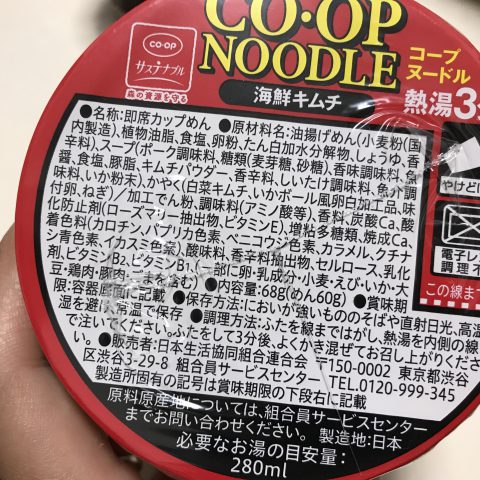 CO・OP
NOODLE
コープ
ヌードル
CO・OP
サステナブル
森の資源を守る
海鮮キムチ
熱湯3分
●名称:即席カップめん ●原材料名:油揚げめん(小麦粉(国
内製造)、植物油脂、食塩、卵粉、たん白加水分解物、しょうゆ、香
辛料)、スープ(ポーク調味料、糖類(麦芽糖、砂糖)、香味調味料、魚
醤、食塩、豚脂、キムチパウダー、香辛料、しいたけ調味料、魚介調
味料、いか粉末)、かやく(白菜キムチ、いかボール風卵白加工品、味
付卵、ねぎ)/加工でん粉、調味料(アミノ酸等)、香料、炭酸Ca、酸
化防止剤(ローズマリー抽出物、ビタミンE)、増粘多糖類、焼成Ca、
着色料(カロチン、パプリカ色素、ベニコウジ色素、カラメル、クチナ
シ青色素、イカスミ色素)、酸味料、香辛料抽出物、セルロース、乳化
剤、ビタミンB2、ビタミンB1、(一部に卵・乳成分・小麦・えび・いか・大
豆・鶏肉・豚肉・ごまを含む) ●内容量:68g(めん60g) ●賞味期
限:容器底面に記載 ●保存方法:においが強いもののそばや直射日光、高温多
湿を避け、常温で保存 ●調理方法:ふたを線まではがし、熱湯を内側の線ま
で注いでください。ふたをして3分後、よくかき混ぜてお召し上がりくださ
い。 ●販売者:日本生活協同組合連合会 〒150-0002 東京都渋谷
区渋谷3-29-8 組合員サービスセンター TEL.0120-999-345
製造所固有の記号は賞味期限の下段右に記載
原料原産地については、組合員サービスセンター
までお問い合わせください。 製造地:日本
必要なお湯の目安量:
280ml
やけど
電子レ
調理不
この線まで